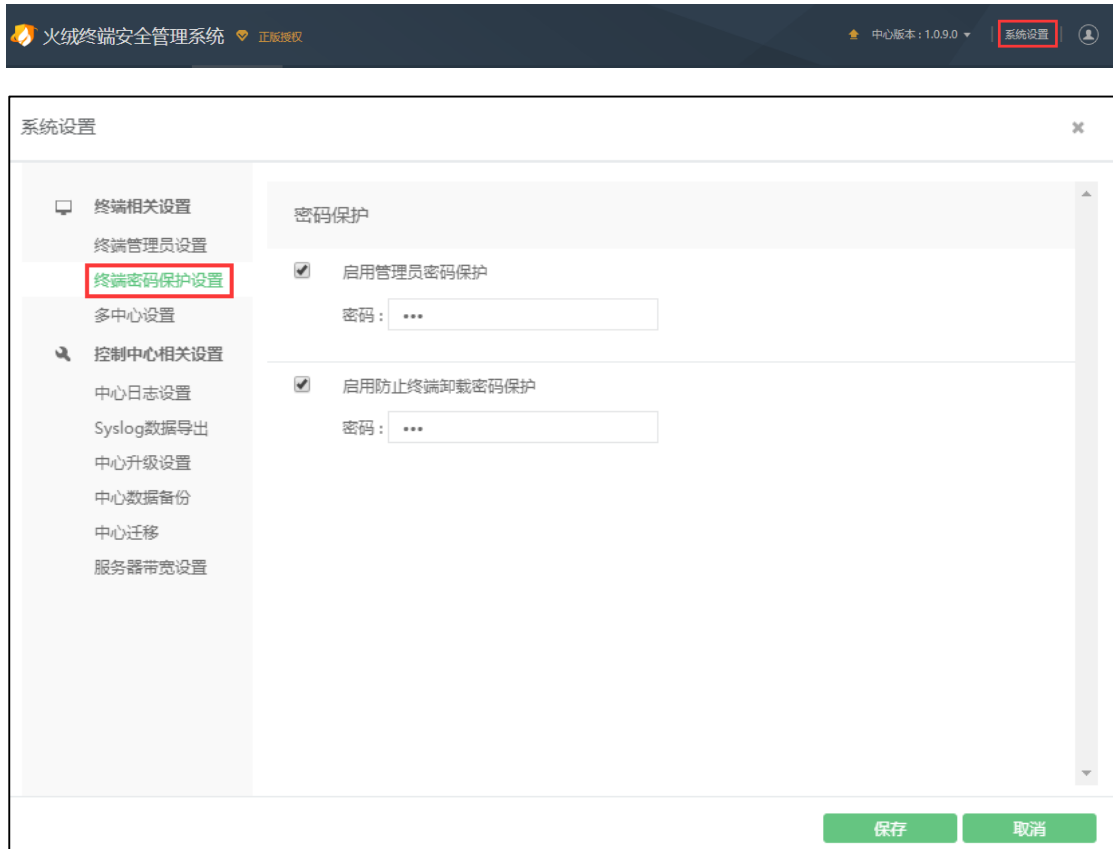 火绒终端安全管理系统 正版授权 中心版本：1.0.9.0 系统设置
系统设置
终端相关设置
终端管理员设置
终端密码保护设置
多中心设置
控制中心相关设置
中心日志设置
Syslog数据导出
中心升级设置
中心数据备份
中心迁移
服务器带宽设置
密码保护
启用管理员密码保护
密码： •••
启用防止终端卸载密码保护
密码： •••
保存 取消